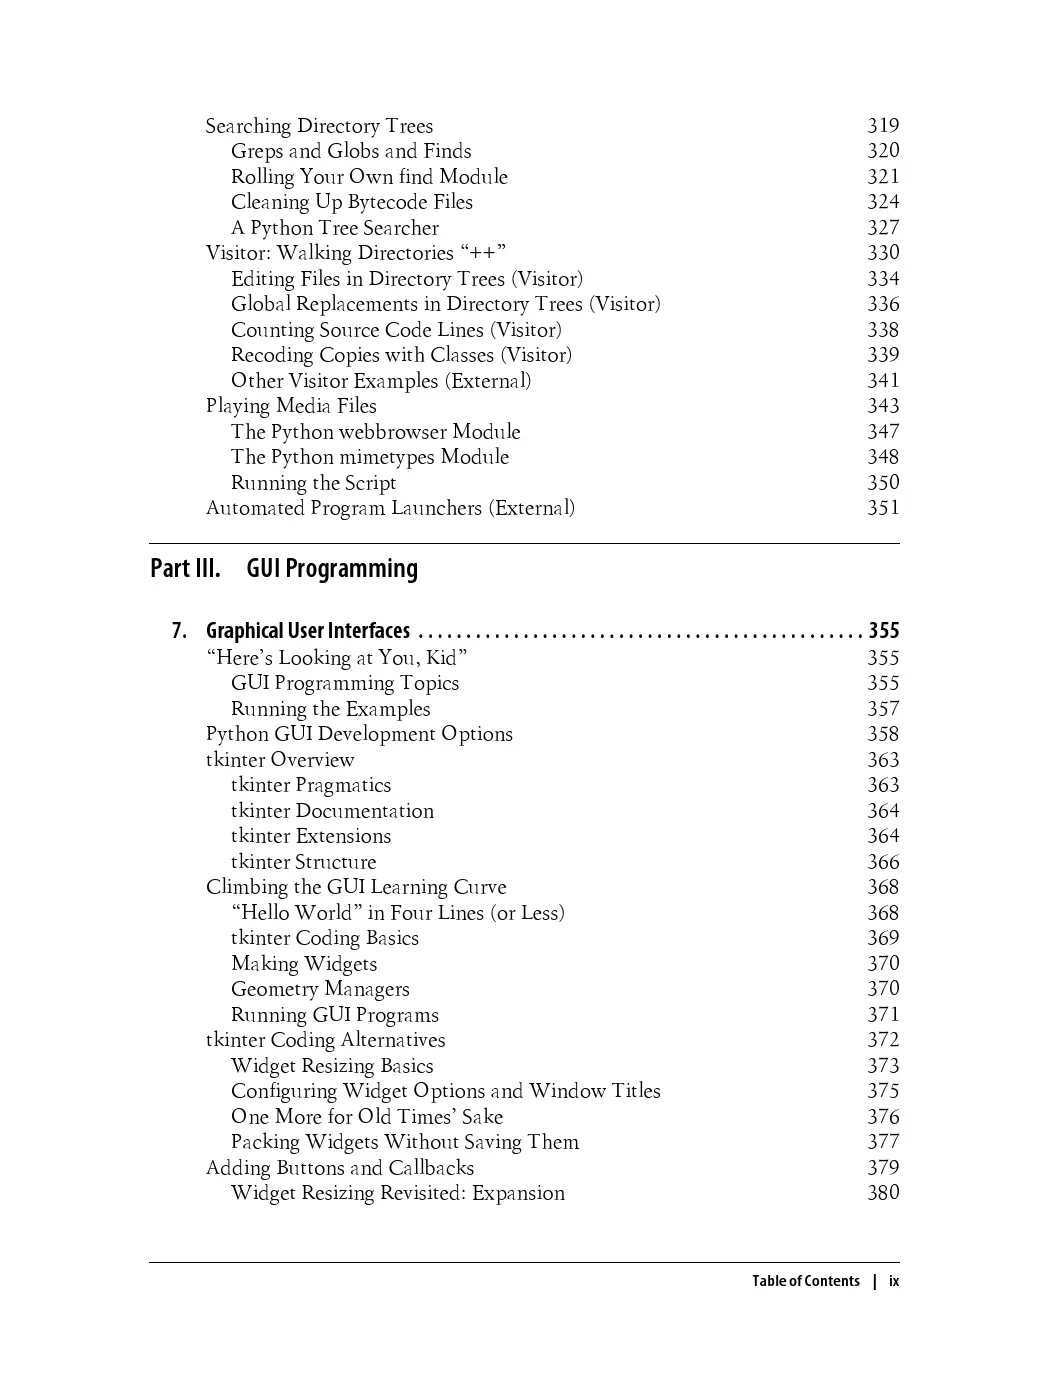 Searching Directory Trees 319
Greps and Globs and Finds 320
Rolling Your Own find Module 321
Cleaning Up Bytecode Files 324
A Python Tree Searcher 327
Visitor: Walking Directories “++” 330
Editing Files in Directory Trees (Visitor) 334
Global Replacements in Directory Trees (Visitor) 336
Counting Source Code Lines (Visitor) 338
Recoding Copies with Classes (Visitor) 339
Other Visitor Examples (External) 341
Playing Media Files 343
The Python webbrowser Module 347
The Python mimetypes Module 348
Running the Script 350
Automated Program Launchers (External) 351
Part III. GUI Programming
7. Graphical User Interfaces . . . . . . . . . . . . . . . . . . . . . . . . . . . . . . . . . . . . . . . . . . . . . . . 355
“Here’s Looking at You, Kid” 355
GUI Programming Topics 355
Running the Examples 357
Python GUI Development Options 358
tkinter Overview 363
tkinter Pragmatics 363
tkinter Documentation 364
tkinter Extensions 364
tkinter Structure 366
Climbing the GUI Learning Curve 368
“Hello World” in Four Lines (or Less) 368
tkinter Coding Basics 369
Making Widgets 370
Geometry Managers 370
Running GUI Programs 371
tkinter Coding Alternatives 372
Widget Resizing Basics 373
Configuring Widget Options and Window Titles 375
One More for Old Times’ Sake 376
Packing Widgets Without Saving Them 377
Adding Buttons and Callbacks 379
Widget Resizing Revisited: Expansion 380
Table of Contents | ix